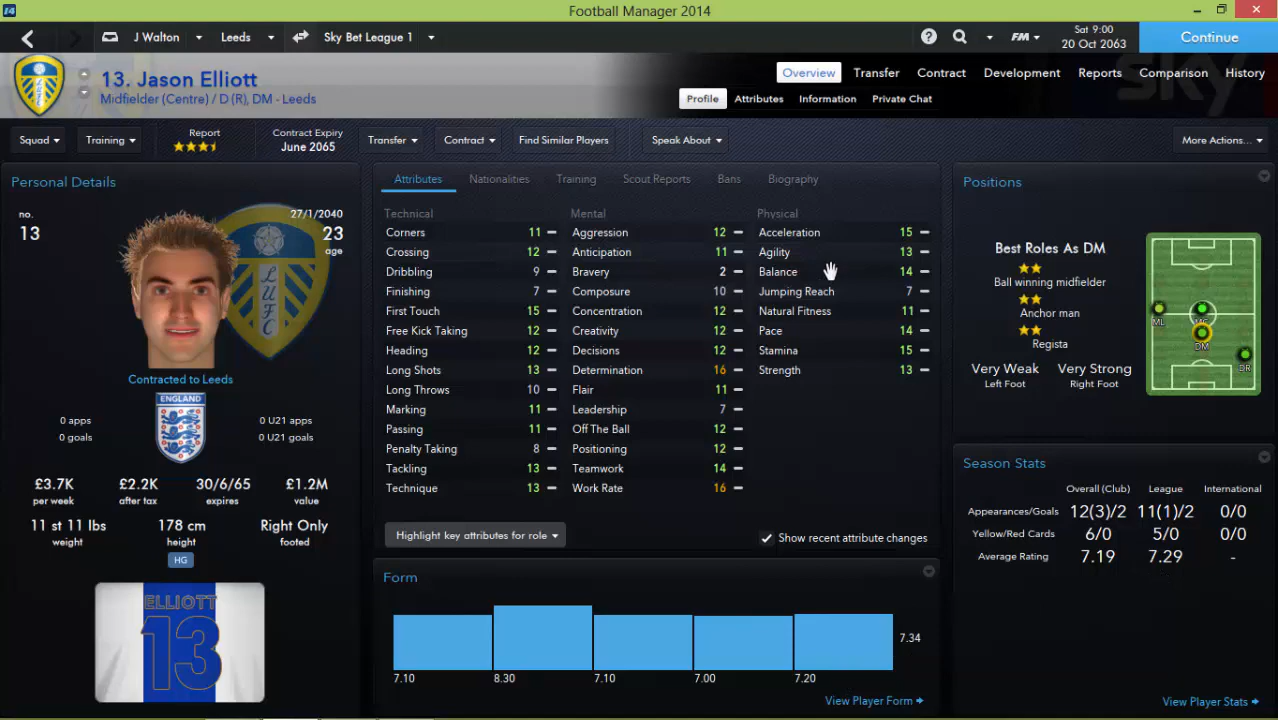 Football Manager 2014
J Walton Leeds Sky Bet League 1
FM
Sat 9:00
20 Oct 2063
Continue
13. Jason Elliott
Midfielder (Centre) / D (R), DM - Leeds
Overview Transfer Contract Development Reports Comparison History
Profile Attributes Information Private Chat
Squad Training Report Contract Expiry June 2065 Transfer Contract Find Similar Players Speak About More Actions...
Personal Details
no.
13
27/1/2040
23
age
LUFC
Contracted to Leeds
ENGLAND
0 apps
0 goals
0 U21 apps
0 U21 goals
£3.7K per week
£2.2K after tax
30/6/65 expires
£1.2M value
11 st 11 lbs weight
178 cm height
Right Only footed
HG
ELLIOTT
13
Attributes Nationalities Training Scout Reports Bans Biography
Technical
Corners 11
Crossing 12
Dribbling 9
Finishing 7
First Touch 15
Free Kick Taking 12
Heading 12
Long Shots 13
Long Throws 10
Marking 11
Passing 11
Penalty Taking 8
Tackling 13
Technique 13
Mental
Aggression 12
Anticipation 11
Bravery 2
Composure 10
Concentration 12
Creativity 12
Decisions 12
Determination 16
Flair 11
Leadership 7
Off The Ball 12
Positioning 12
Teamwork 14
Work Rate 16
Physical
Acceleration 15
Agility 13
Balance 14
Jumping Reach 7
Natural Fitness 11
Pace 14
Stamina 15
Strength 13
Highlight key attributes for role
Show recent attribute changes
Form
7.34
7.10 8.30 7.10 7.00 7.20
View Player Form
Positions
Best Roles As DM
Ball winning midfielder
Anchor man
Regista
Very Weak Left Foot
Very Strong Right Foot
ML
DM
DR
Season Stats
Overall (Club) League International
Appearances/Goals 12(3)/2 11(1)/2 0/0
Yellow/Red Cards 6/0 5/0 0/0
Average Rating 7.19 7.29 -
View Player Stats